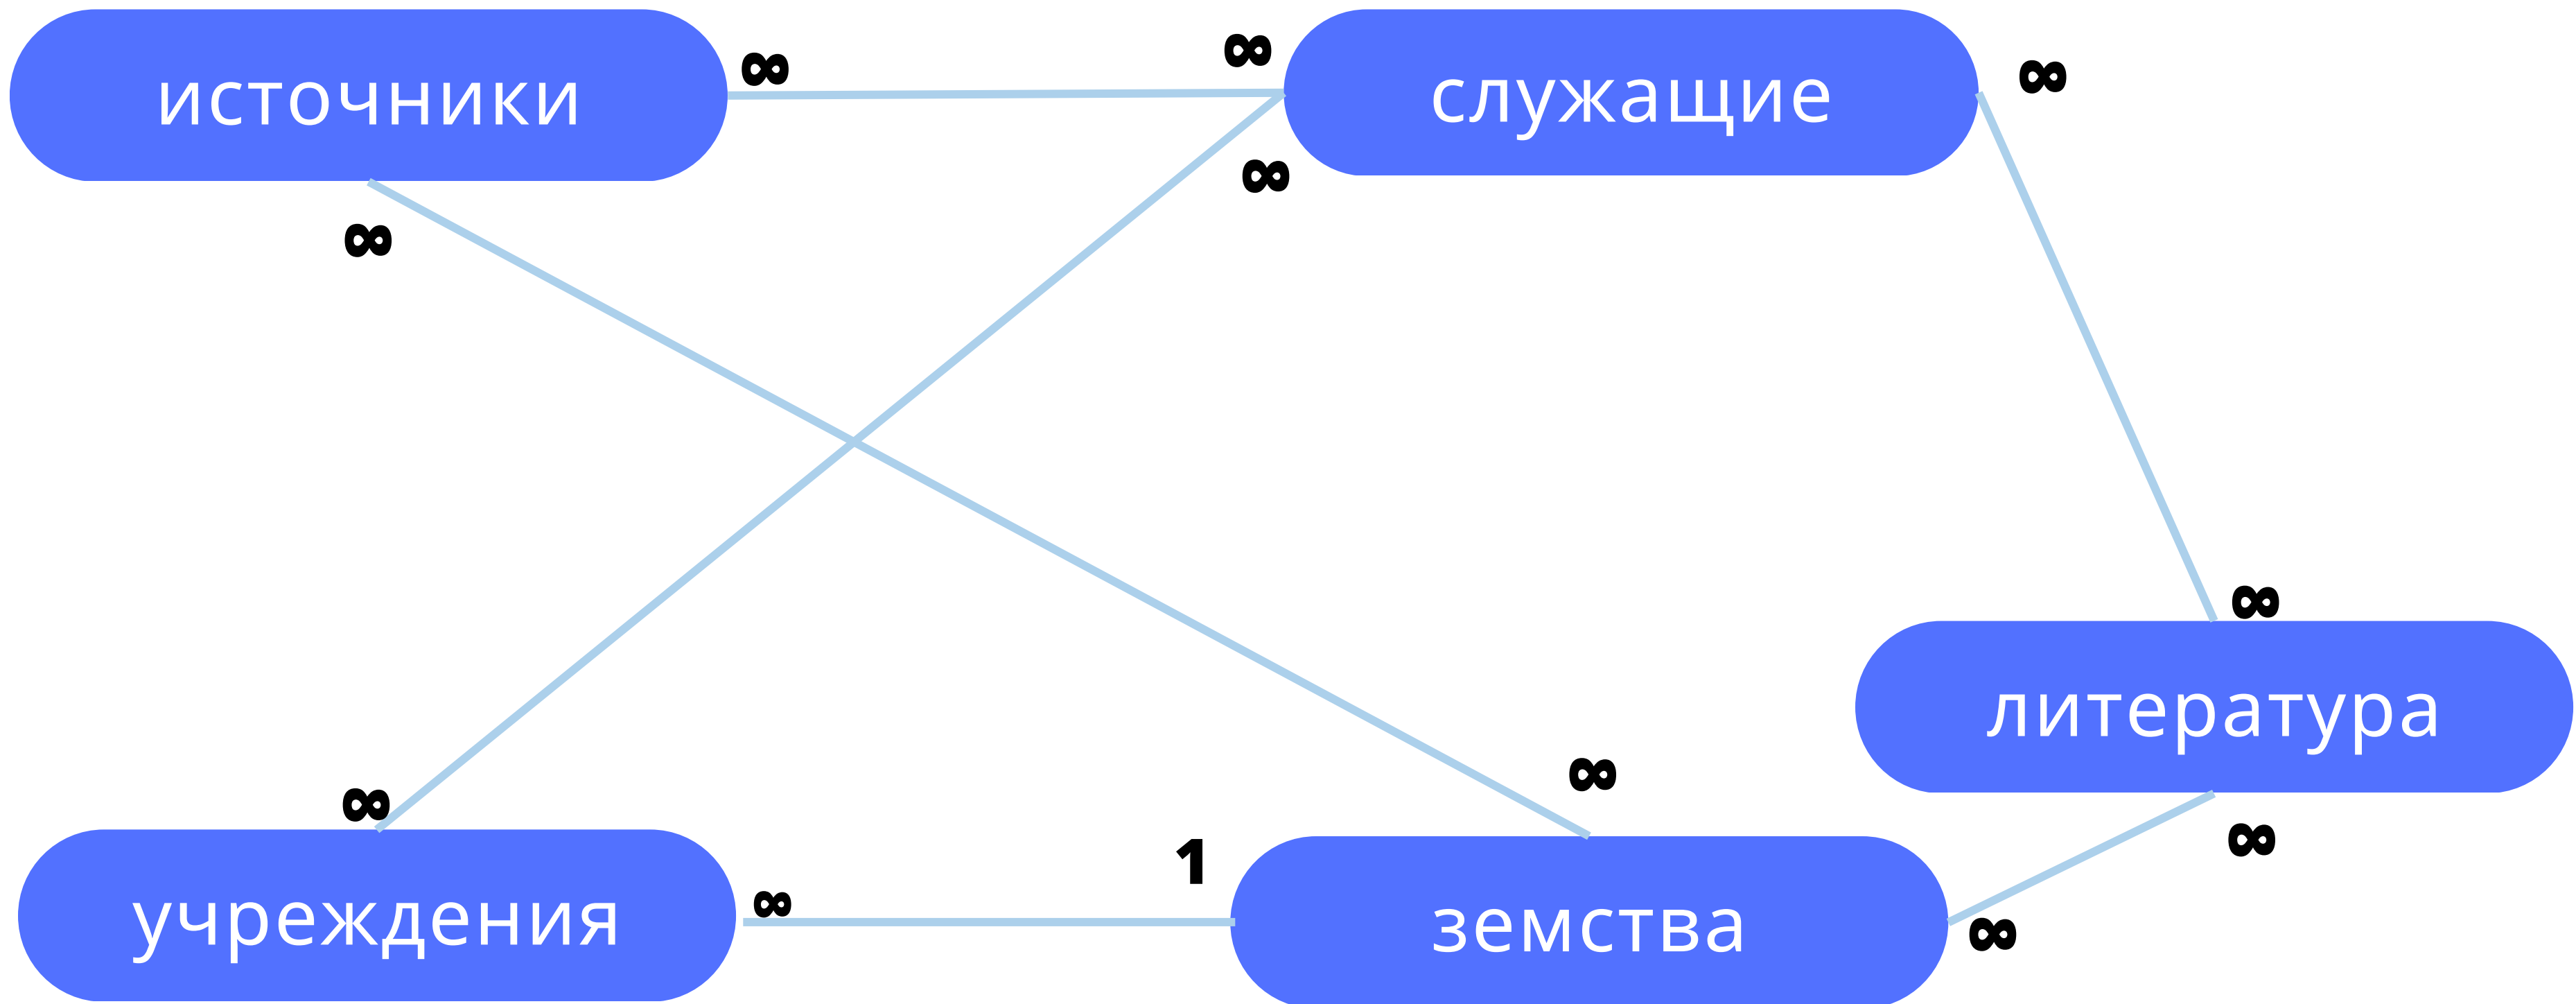 источники
∞
∞
служащие
∞
∞
∞
∞
∞
литература
∞
учреждения
∞
1
∞
земства
∞
∞